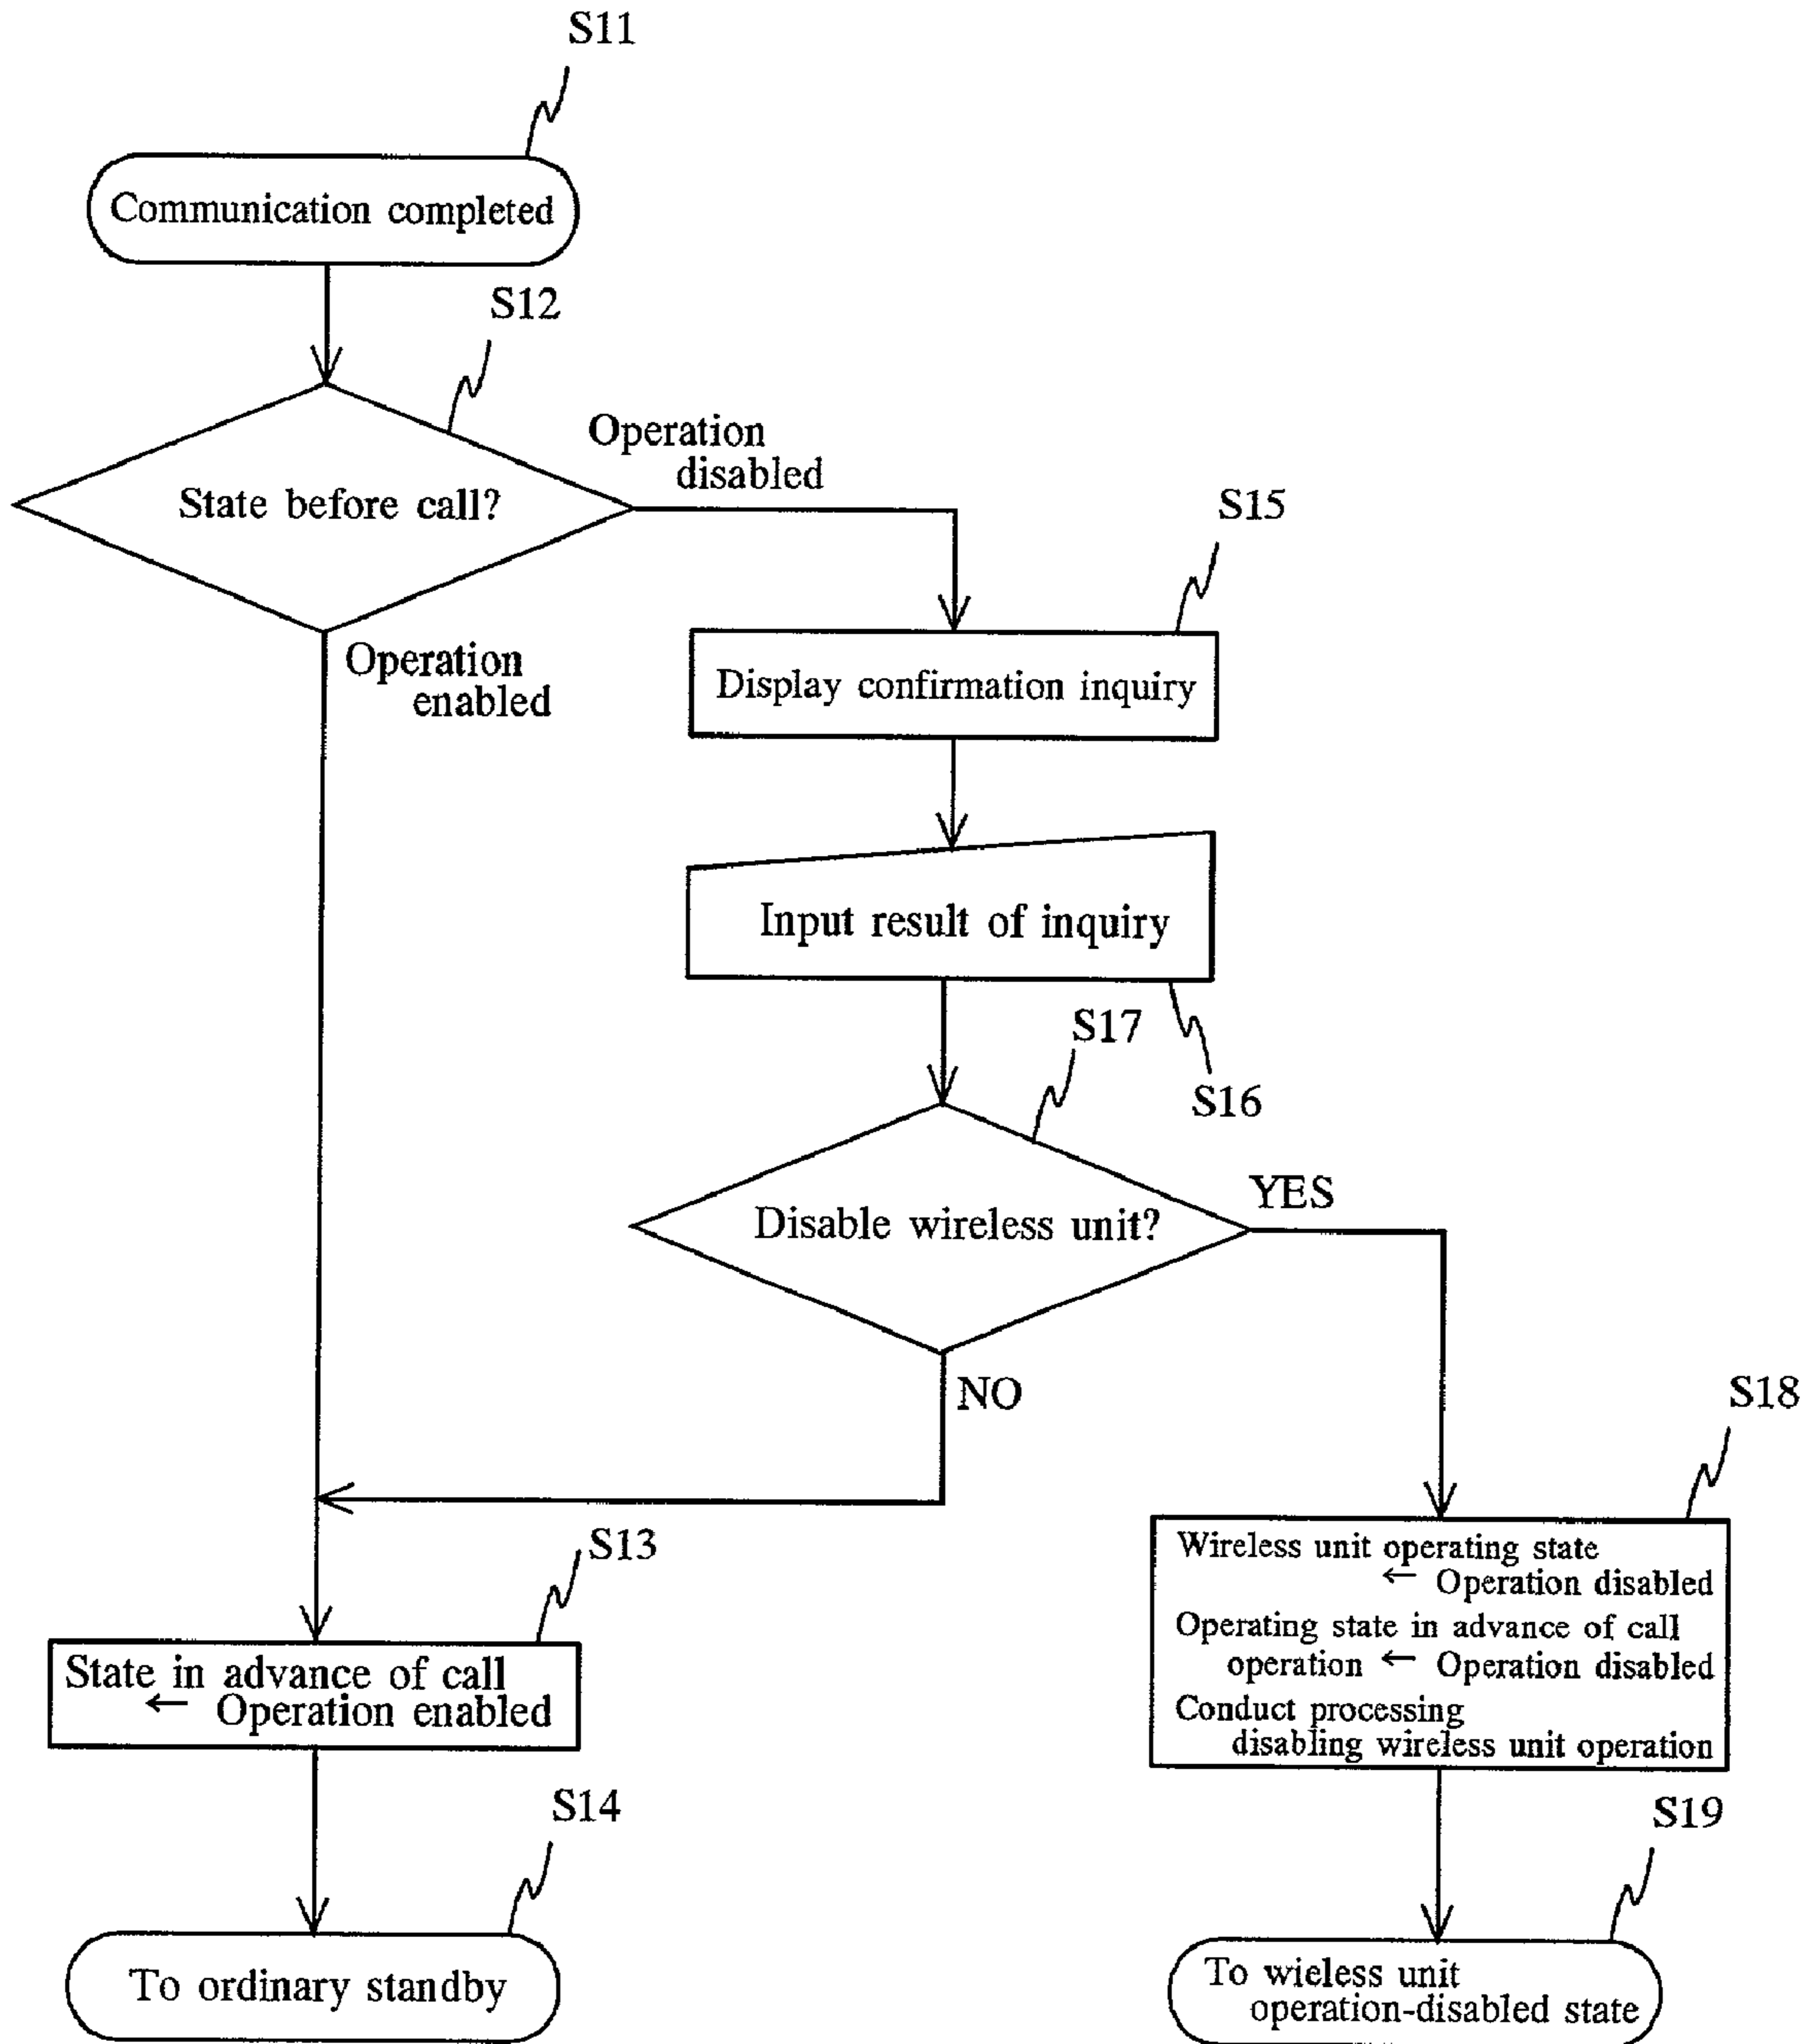 S11
Communication completed
S12
State before call?
Operation
disabled
Operation
enabled
S15
Display confirmation inquiry
Input result of inquiry
S16
S17
Disable wireless unit?
YES
NO
S13
State in advance of call
← Operation enabled
S14
To ordinary standby
S18
Wireless unit operating state
← Operation disabled
Operating state in advance of call
operation ← Operation disabled
Conduct processing
disabling wireless unit operation
S19
To wieless unit
operation-disabled state